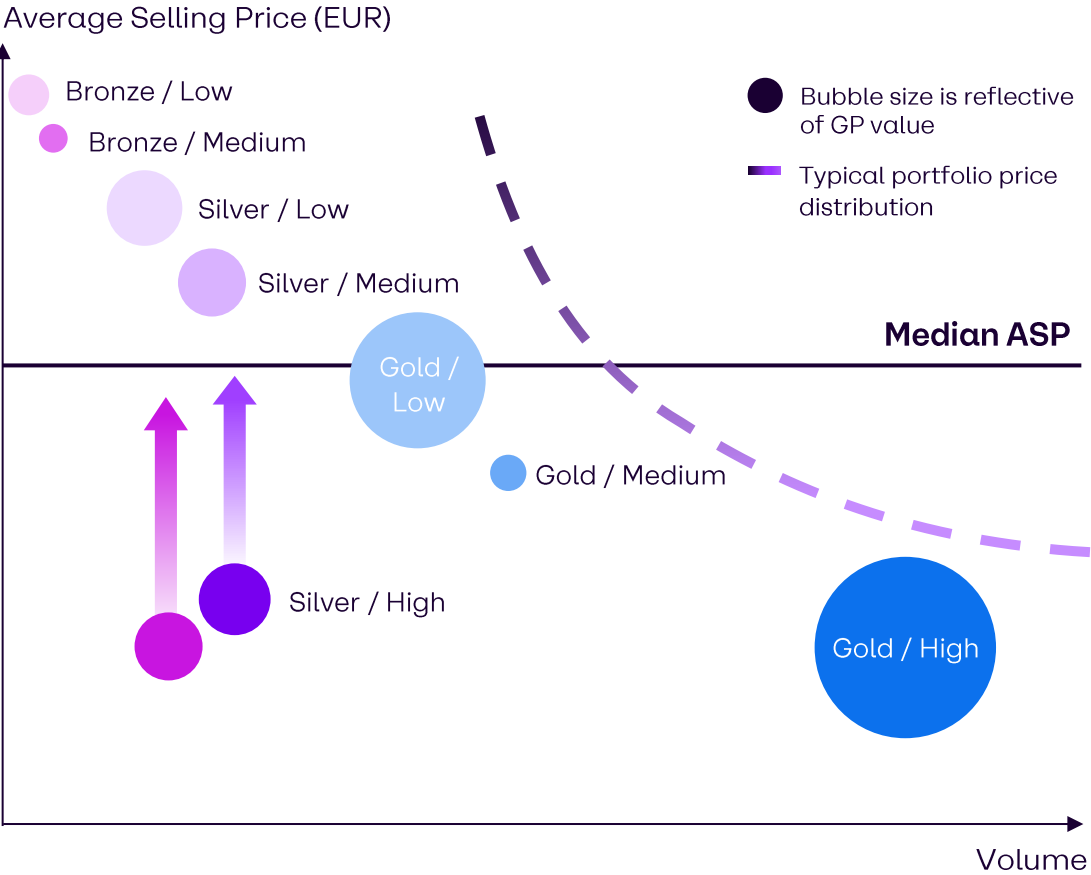 Average Selling Price (EUR)
Bronze / Low
Bronze / Medium
Silver / Low
Silver / Medium
Bubble size is reflective
of GP value
Typical portfolio price
distribution
Median ASP
Gold /
Low
Gold / Medium
Silver / High
Gold / High
Volume